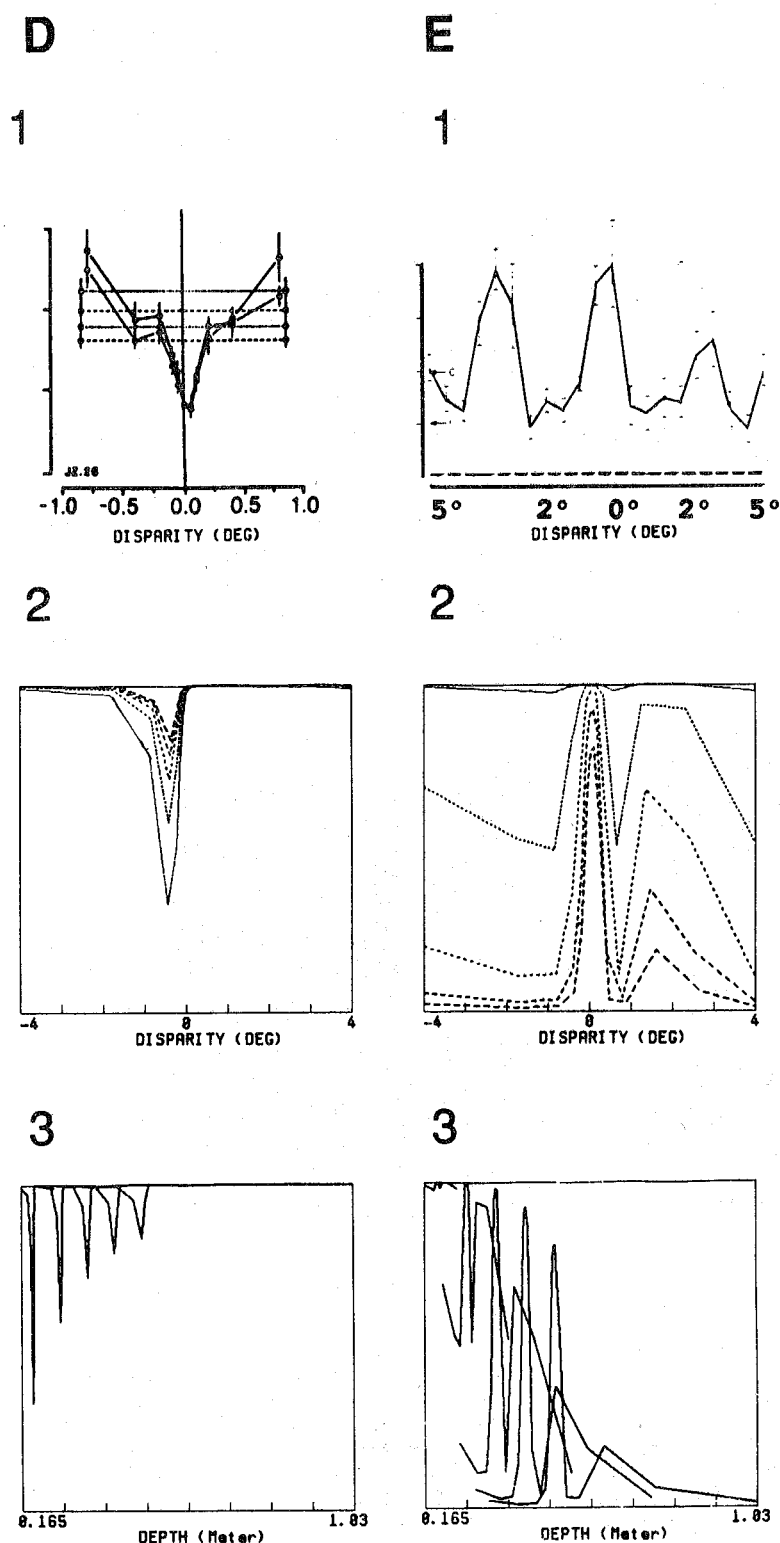 D E
1 1
C
I
JZ.26
-1.0 -0.5 0.0 0.5 1.0
DISPARITY (DEG)
5° 2° 0° 2° 5°
DISPARITY (DEG)
2 2
-4 0 4
DISPARITY (DEG)
-4 0 4
DISPARITY (DEG)
3 3
0.165 1.03
DEPTH (Meter)
0.165 1.03
DEPTH (Meter)